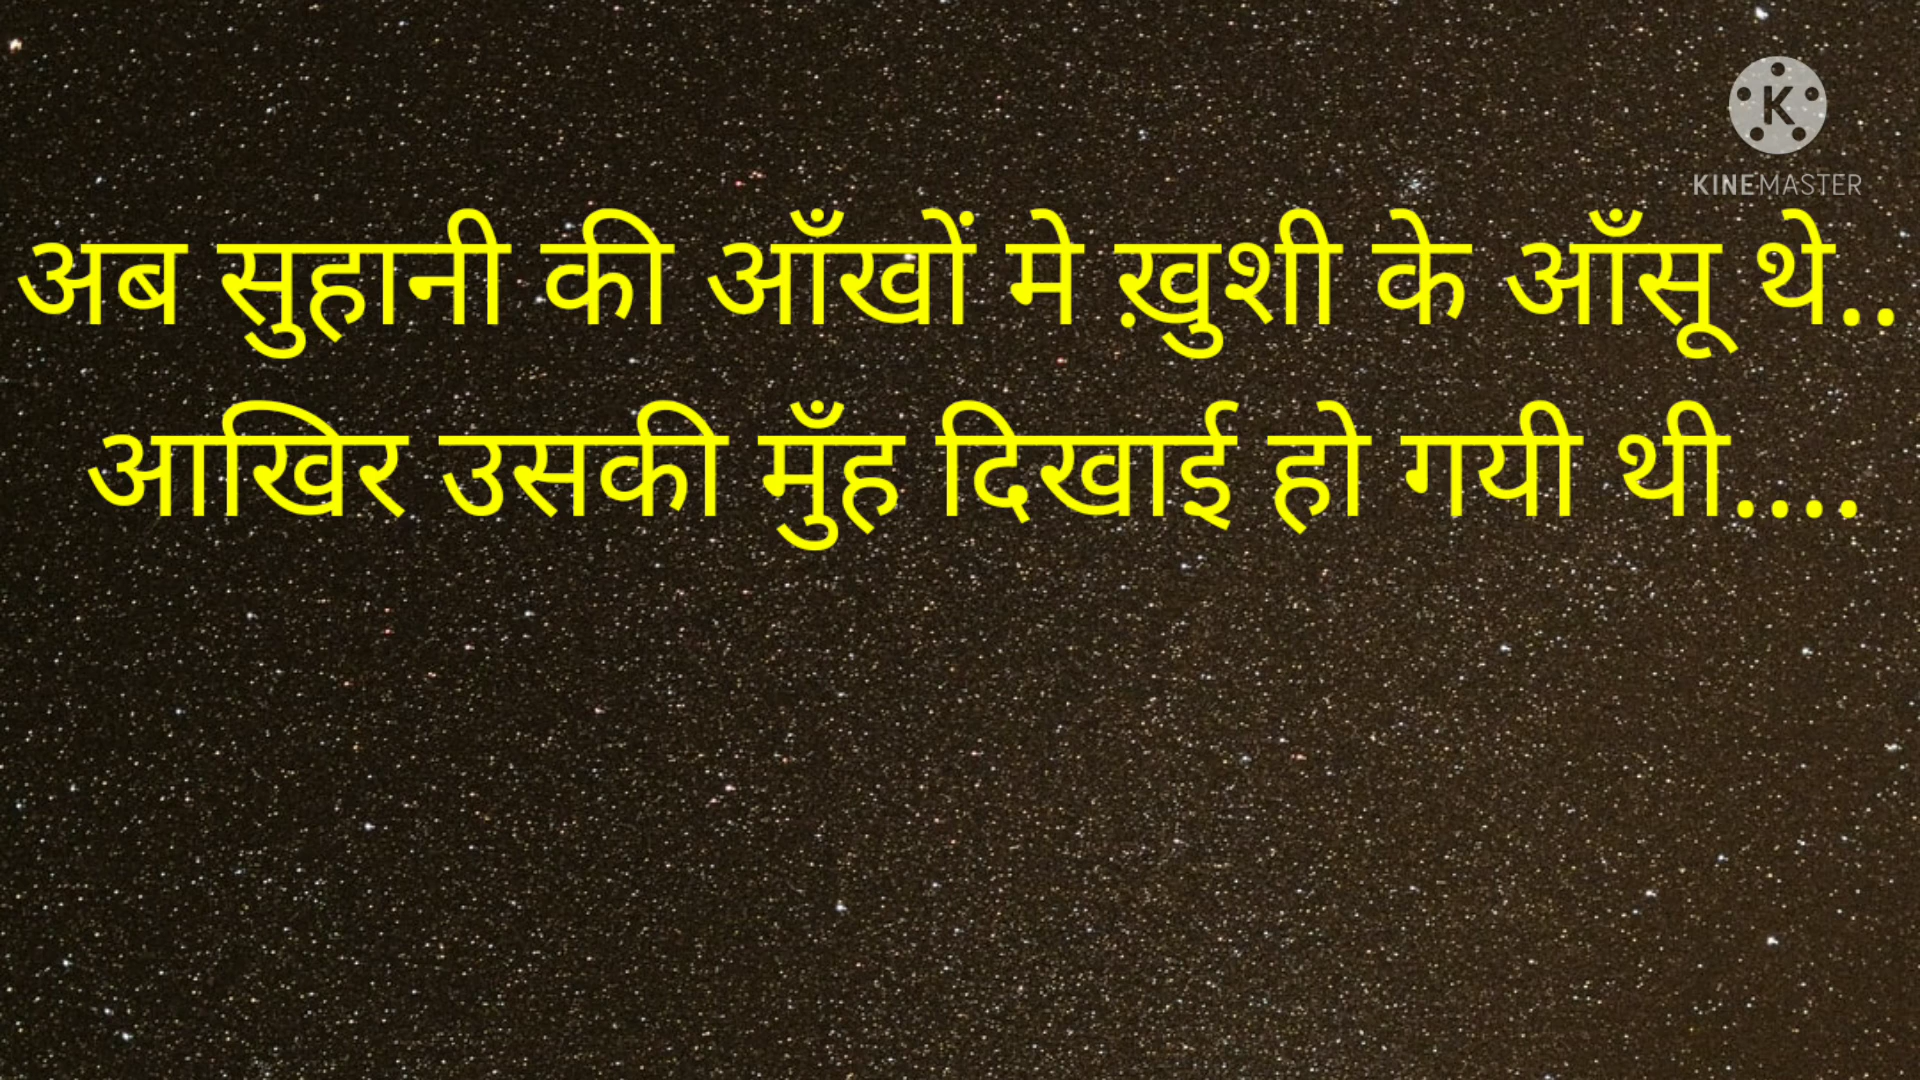 KINEMASTER
अब सुहानी की आँखों मे ख़ुशी के आँसू थे..
आखिर उसकी मुँह दिखाई हो गयी थी....